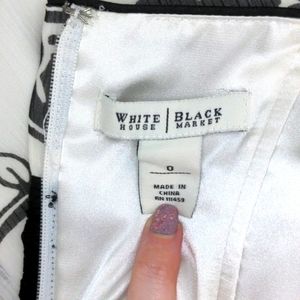 WHITE | BLACK
HOUSE | MARKET
0
MADE IN
CHINA
RN 111459